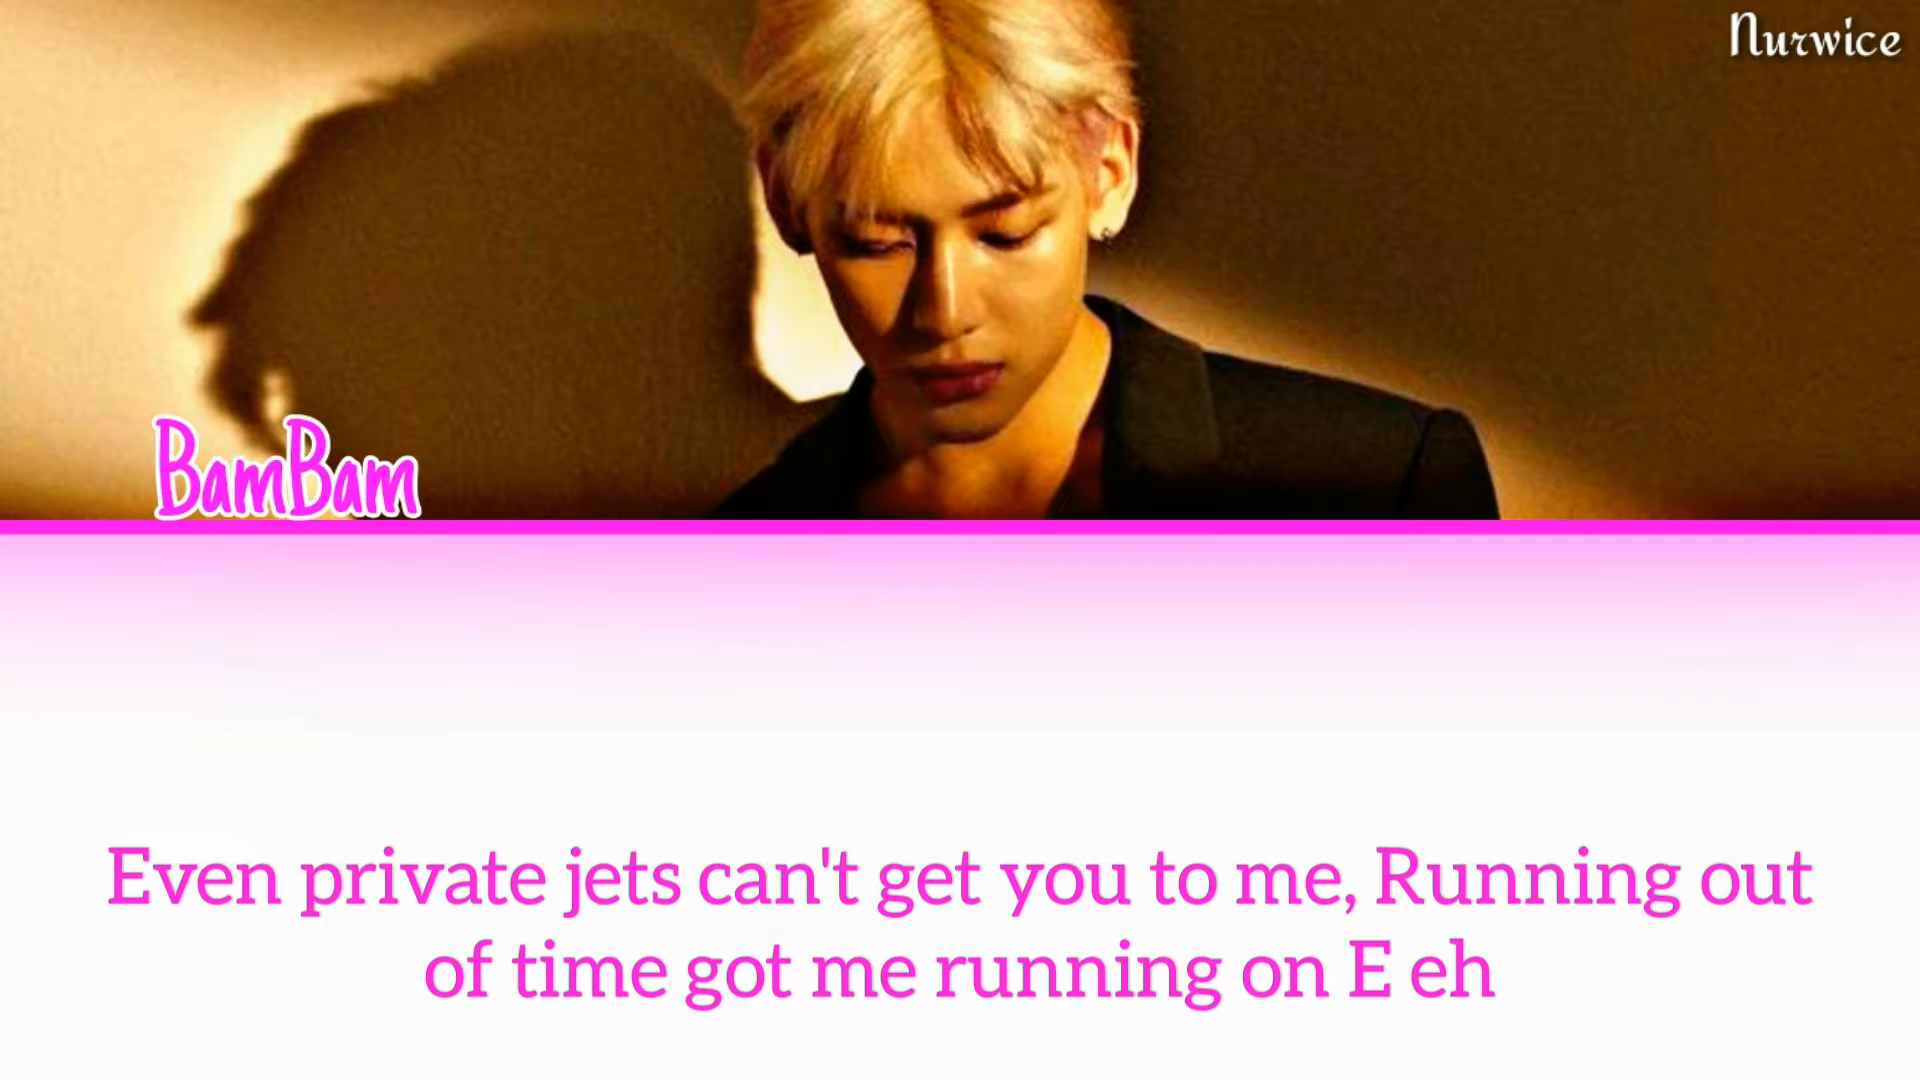 Nurwice
BamBam
Even private jets can't get you to me, Running out
of time got me running on E eh